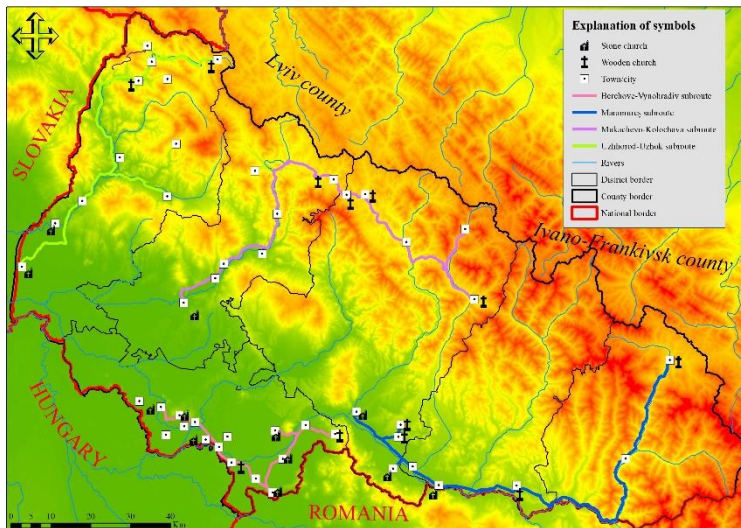 Explanation of symbols
Stone church
Wooden church
Town/city
Berehove-Vynohradiv subroute
Maramureş subroute
Mukachevo-Kolochava subroute
Uzhhorod-Uzhok subroute
Rivers
District border
County border
National border
Lviv county
SLOVAKIA
Ivano-Frankivsk county
HUNGARY
ROMANIA
0 5 10 20 30 40
Km